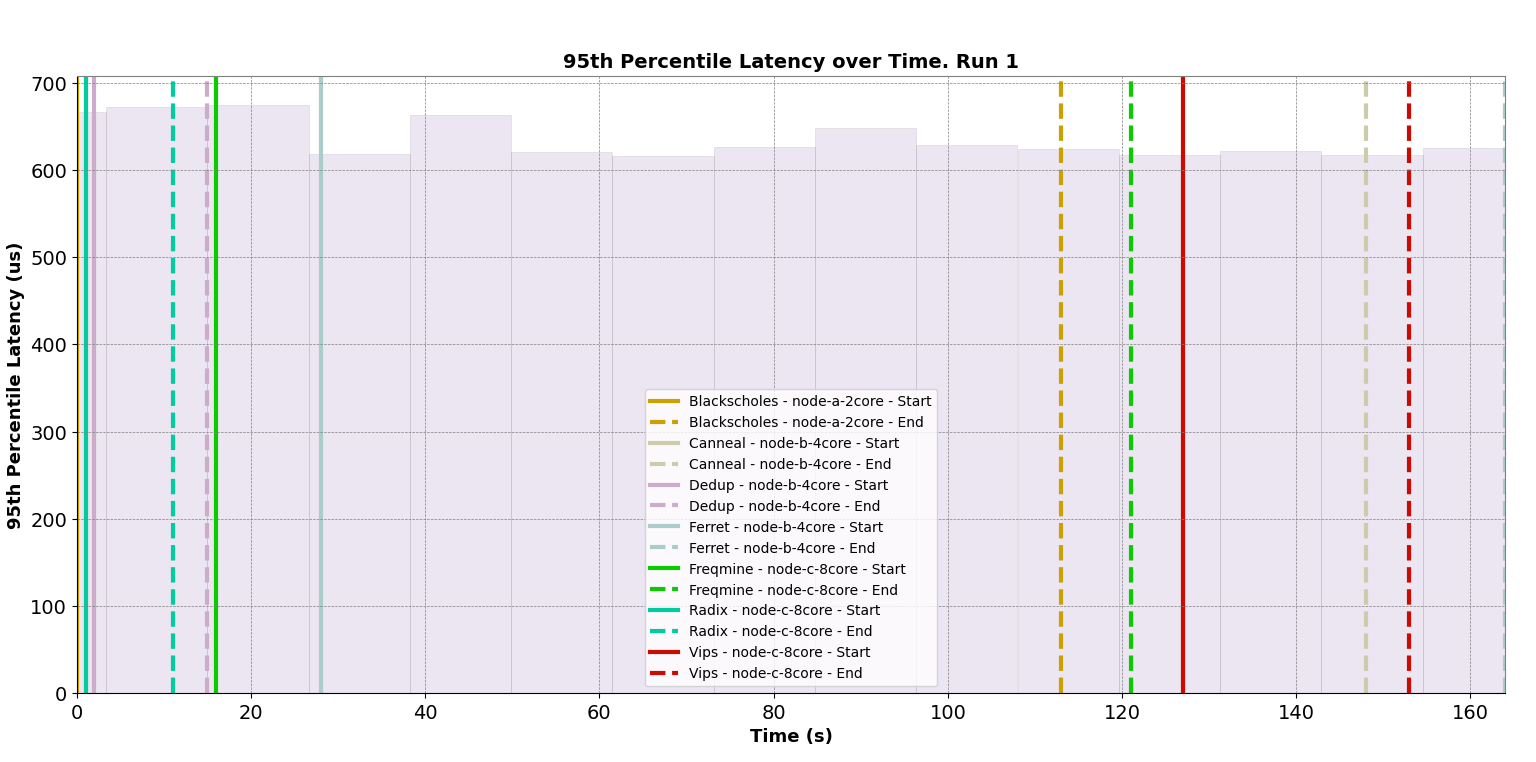 95th Percentile Latency over Time. Run 1
700
600
500
400
300
200
100
0
95th Percentile Latency (us)
Blackscholes - node-a-2core - Start
Blackscholes - node-a-2core - End
Canneal - node-b-4core - Start
Canneal - node-b-4core - End
Dedup - node-b-4core - Start
Dedup - node-b-4core - End
Ferret - node-b-4core - Start
Ferret - node-b-4core - End
Freqmine - node-c-8core - Start
Freqmine - node-c-8core - End
Radix - node-c-8core - Start
Radix - node-c-8core - End
Vips - node-c-8core - Start
Vips - node-c-8core - End
0 20 40 60 80 100 120 140 160
Time (s)